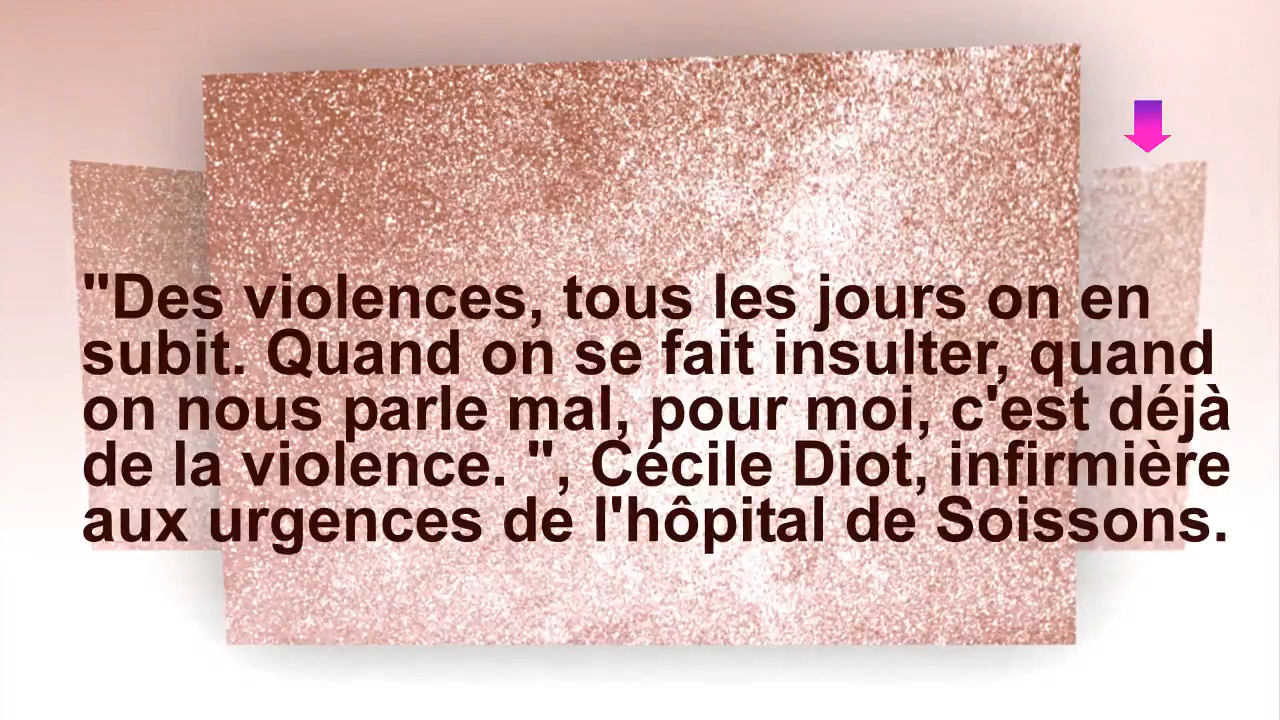 "Des violences, tous les jours on en
subit. Quand on se fait insulter, quand
on nous parle mal, pour moi, c'est déjà
de la violence. ", Cécile Diot, infirmière
aux urgences de l'hôpital de Soissons.